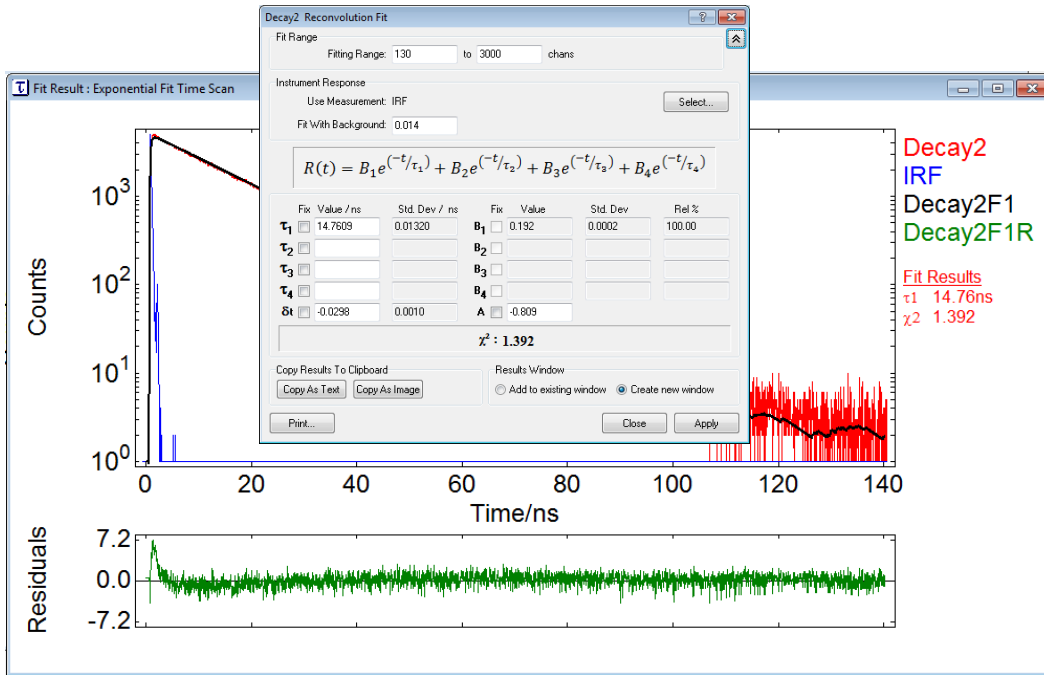 Decay2 Reconvolution Fit
Fit Range
Fitting Range: 130 to 3000 chans
Instrument Response
Use Measurement: IRF
Select...
Fit With Background: 0.014
R(t) = B₁e^(−t/τ₁) + B₂e^(−t/τ₂) + B₃e^(−t/τ₃) + B₄e^(−t/τ₄)
Fix Value / ns Std. Dev / ns Fix Value Std. Dev Rel %
τ₁ 14.7609 0.01320 B₁ 0.192 0.0002 100.00
τ₂ B₂
τ₃ B₃
τ₄ B₄
δt -0.0298 0.0010 A -0.809
χ² : 1.392
Copy Results To Clipboard
Copy As Text Copy As Image
Results Window
Add to existing window Create new window
Print... Close Apply
τ Fit Result : Exponential Fit Time Scan
Counts
10³
10²
10¹
10⁰
0 20 40 60 80 100 120 140
Time/ns
Decay2
IRF
Decay2F1
Decay2F1R
Fit Results
τ1 14.76ns
χ2 1.392
Residuals
7.2
0.0
-7.2